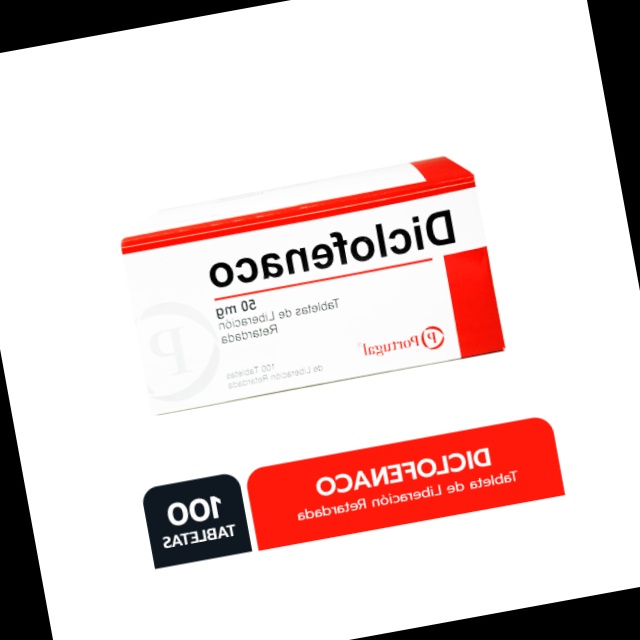 Diclofenaco
50 mg
Tabletas de Liberación
Retardada
Portugal
100 Tabletas
de Liberación Retardada
DICLOFENACO
Tableta de Liberación Retardada
100
TABLETAS